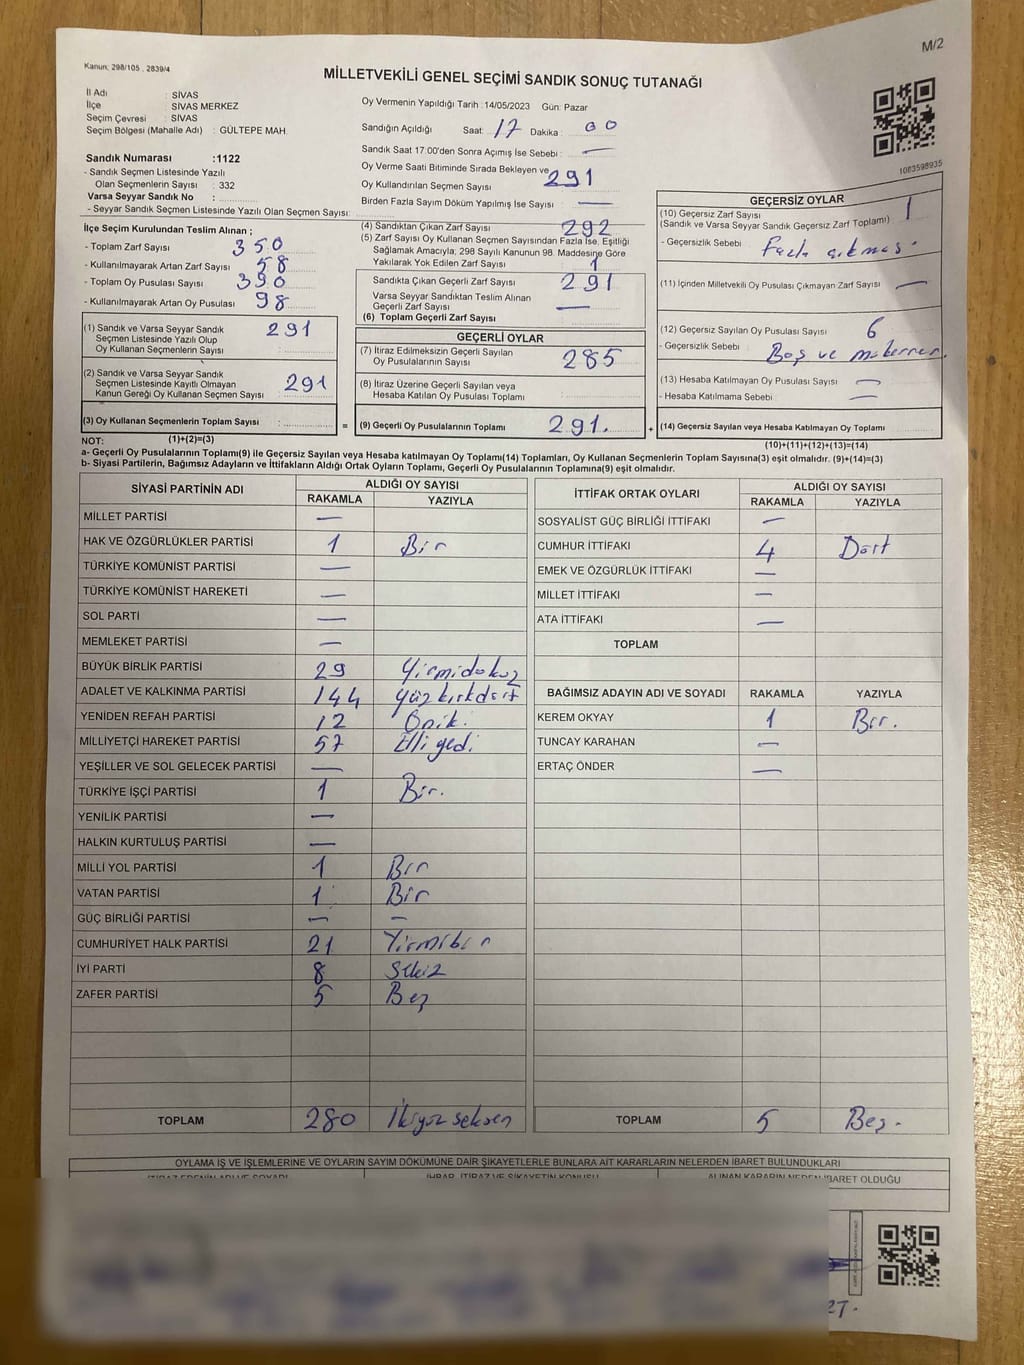 M/2
Kanun: 298/105 , 2839/4
MİLLETVEKİLİ GENEL SEÇİMİ SANDIK SONUÇ TUTANAĞI
İl Adı : SİVAS
İlçe : SİVAS MERKEZ
Seçim Çevresi : SİVAS
Seçim Bölgesi (Mahalle Adı) : GÜLTEPE MAH.
Sandık Numarası :1122
- Sandık Seçmen Listesinde Yazılı
Olan Seçmenlerin Sayısı : 332
Varsa Seyyar Sandık No :
- Seyyar Sandık Seçmen Listesinde Yazılı Olan Seçmen Sayısı:
İlçe Seçim Kurulundan Teslim Alınan ;
- Toplam Zarf Sayısı 350
- Kullanılmayarak Artan Zarf Sayısı 58
- Toplam Oy Pusulası Sayısı 390
- Kullanılmayarak Artan Oy Pusulası 98
(1) Sandık ve Varsa Seyyar Sandık 291
Seçmen Listesinde Yazılı Olup
Oy Kullanan Seçmenlerin Sayısı
(2) Sandık ve Varsa Seyyar Sandık
Seçmen Listesinde Kayıtlı Olmayan 291
Kanun Gereği Oy Kullanan Seçmen Sayısı
(3) Oy Kullanan Seçmenlerin Toplam Sayısı : =
(1)+(2)=(3)
Oy Vermenin Yapıldığı Tarih :14/05/2023 Gün: Pazar
Sandığın Açıldığı Saat: 17 Dakika : 00
Sandık Saat 17:00'den Sonra Açımış İse Sebebi : —
Oy Verme Saati Bitiminde Sırada Bekleyen ve
Oy Kullandırılan Seçmen Sayısı 291
Birden Fazla Sayım Döküm Yapılmış İse Sayısı : —
(4) Sandıktan Çıkan Zarf Sayısı 292
(5) Zarf Sayısı Oy Kullanan Seçmen Sayısından Fazla İse, Eşitliği
Sağlamak Amacıyla; 298 Sayılı Kanunun 98. Maddesine Göre
Yakılarak Yok Edilen Zarf Sayısı 1
Sandıkta Çıkan Geçerli Zarf Sayısı 291
Varsa Seyyar Sandıktan Teslim Alınan
Geçerli Zarf Sayısı —
(6) Toplam Geçerli Zarf Sayısı
GEÇERLİ OYLAR
(7) İtiraz Edilmeksizin Geçerli Sayılan
Oy Pusulalarının Sayısı 285
(8) İtiraz Üzerine Geçerli Sayılan veya
Hesaba Katılan Oy Pusulası Toplamı
(9) Geçerli Oy Pusulalarının Toplamı 291. +
1083598935
GEÇERSİZ OYLAR
(10) Geçersiz Zarf Sayısı 1
(Sandık ve Varsa Seyyar Sandık Geçersiz Zarf Toplamı)
- Geçersizlik Sebebi Fazla çıkması.
(11) İçinden Milletvekili Oy Pusulası Çıkmayan Zarf Sayısı —
(12) Geçersiz Sayılan Oy Pusulası Sayısı 6
- Geçersizlik Sebebi Boş ve
(13) Hesaba Katılmayan Oy Pusulası Sayısı —
- Hesaba Katılmama Sebebi —
(14) Geçersiz Sayılan veya Hesaba Katılmayan Oy Toplamı
(10)+(11)+(12)+(13)=(14)
NOT:
a- Geçerli Oy Pusulalarının Toplamı(9) ile Geçersiz Sayılan veya Hesaba katılmayan Oy Toplamı(14) Toplamları, Oy Kullanan Seçmenlerin Toplam Sayısına(3) eşit olmalıdır. (9)+(14)=(3)
b- Siyasi Partilerin, Bağımsız Adayların ve İttifakların Aldığı Ortak Oyların Toplamı, Geçerli Oy Pusulalarının Toplamına(9) eşit olmalıdır.
SİYASİ PARTİNİN ADI ALDIĞI OY SAYISI
RAKAMLA YAZIYLA
MİLLET PARTİSİ —
HAK VE ÖZGÜRLÜKLER PARTİSİ 1 Bir
TÜRKİYE KOMÜNİST PARTİSİ —
TÜRKİYE KOMÜNİST HAREKETİ —
SOL PARTİ —
MEMLEKET PARTİSİ —
BÜYÜK BİRLİK PARTİSİ 29 Yirmidokuz
ADALET VE KALKINMA PARTİSİ 144 Yüzkırkdört
YENİDEN REFAH PARTİSİ 12 Oniki.
MİLLİYETÇİ HAREKET PARTİSİ 57 Elli yedi
YEŞİLLER VE SOL GELECEK PARTİSİ —
TÜRKİYE İŞÇİ PARTİSİ 1 Bir.
YENİLİK PARTİSİ —
HALKIN KURTULUŞ PARTİSİ —
MİLLİ YOL PARTİSİ 1 Bir
VATAN PARTİSİ 1 Bir
GÜÇ BİRLİĞİ PARTİSİ — —
CUMHURİYET HALK PARTİSİ 21 Yirmibir
İYİ PARTİ 8 Sekiz
ZAFER PARTİSİ 5 Beş
TOPLAM 280 İkiyüz seksen
İTTİFAK ORTAK OYLARI ALDIĞI OY SAYISI
RAKAMLA YAZIYLA
SOSYALİST GÜÇ BİRLİĞİ İTTİFAKI —
CUMHUR İTTİFAKI 4 Dört
EMEK VE ÖZGÜRLÜK İTTİFAKI —
MİLLET İTTİFAKI —
ATA İTTİFAKI —
TOPLAM
BAĞIMSIZ ADAYIN ADI VE SOYADI RAKAMLA YAZIYLA
KEREM OKYAY 1 Bir.
TUNCAY KARAHAN —
ERTAÇ ÖNDER —
TOPLAM 5 Beş.
OYLAMA İŞ VE İŞLEMLERİNE VE OYLARIN SAYIM DÖKÜMÜNE DAİR ŞİKAYETLERLE BUNLARA AİT KARARLARIN NELERDEN İBARET BULUNDUKLARI
İTİRAZ EDENİN ADI VE SOYADI İHBAR, İTİRAZ VE ŞİKAYETİN KONUSU ALINAN KARARIN NEDEN İBARET OLDUĞU